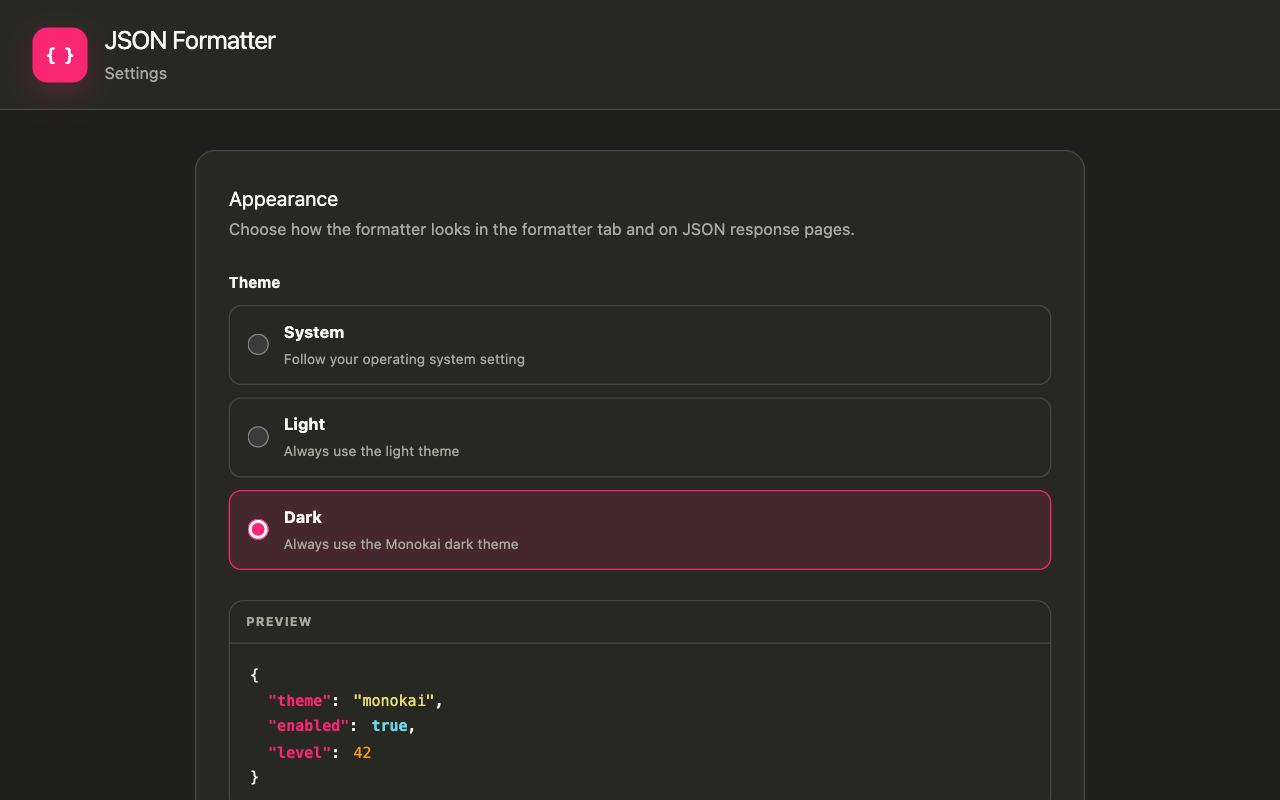 { }
JSON Formatter
Settings
Appearance
Choose how the formatter looks in the formatter tab and on JSON response pages.
Theme
System
Follow your operating system setting
Light
Always use the light theme
Dark
Always use the Monokai dark theme
PREVIEW
{
  "theme": "monokai",
  "enabled": true,
  "level": 42
}